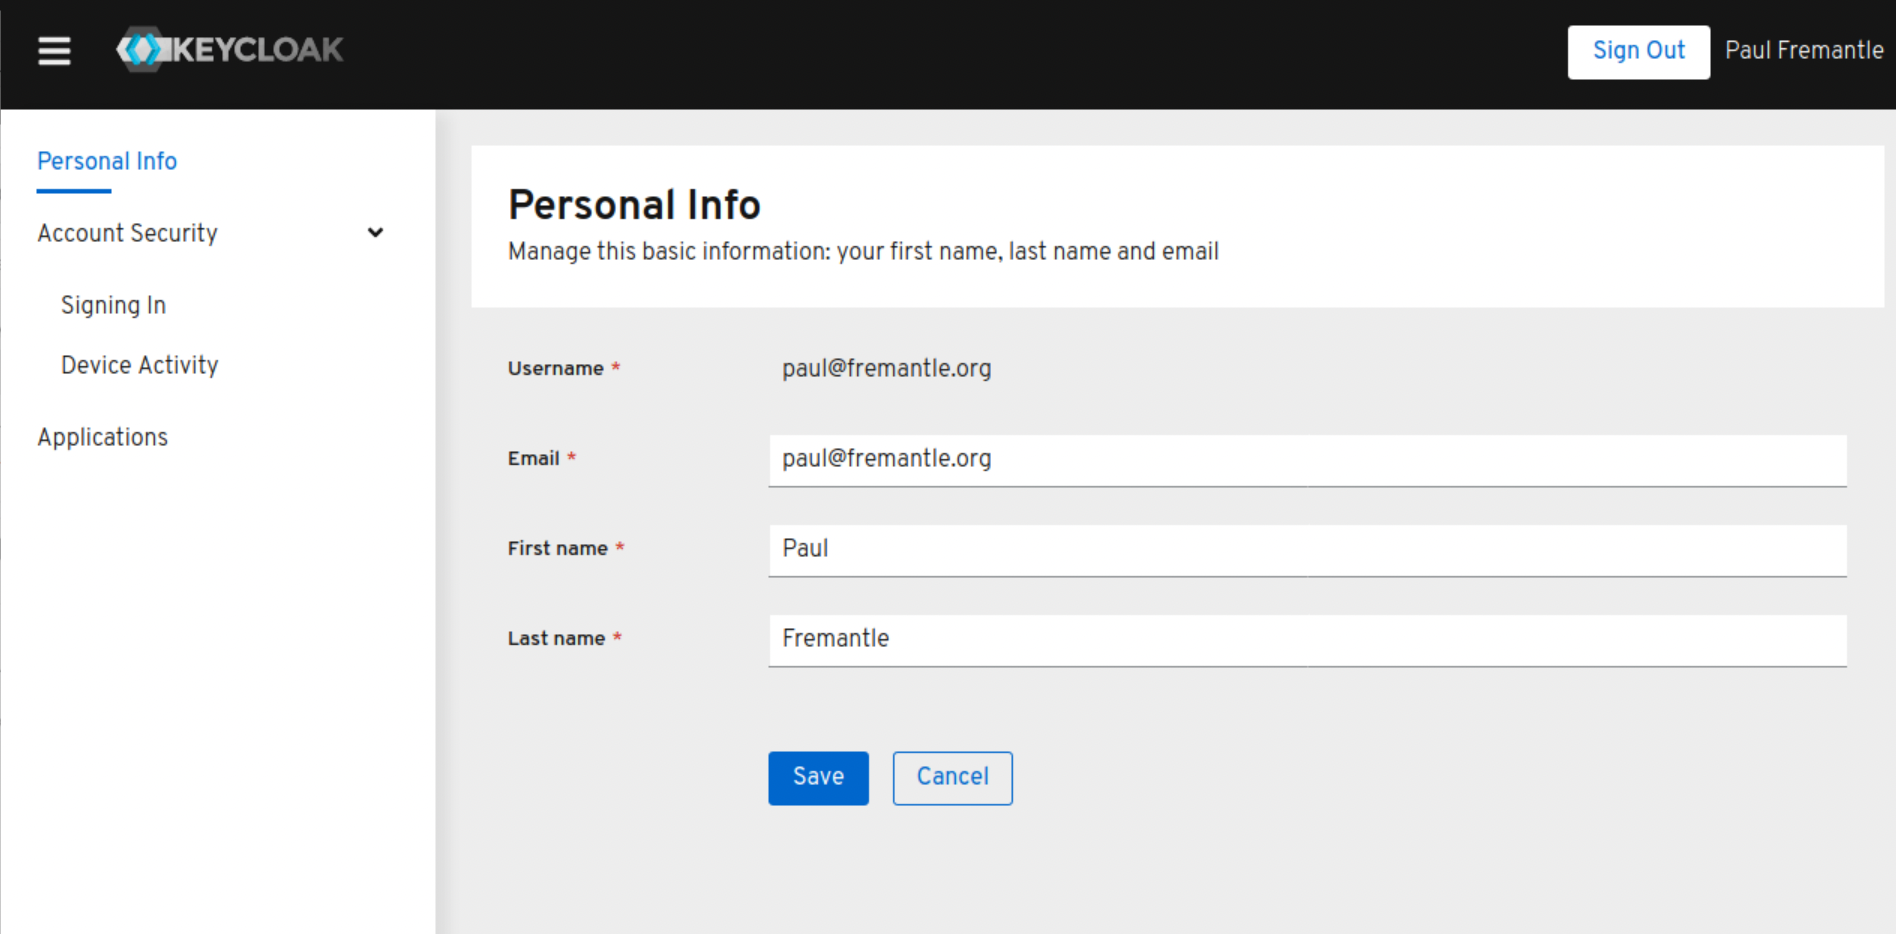 KEYCLOAK
Sign Out
Paul Fremantle
Personal Info
Account Security
Signing In
Device Activity
Applications
Personal Info
Manage this basic information: your first name, last name and email
Username *
paul@fremantle.org
Email *
paul@fremantle.org
First name *
Paul
Last name *
Fremantle
Save
Cancel